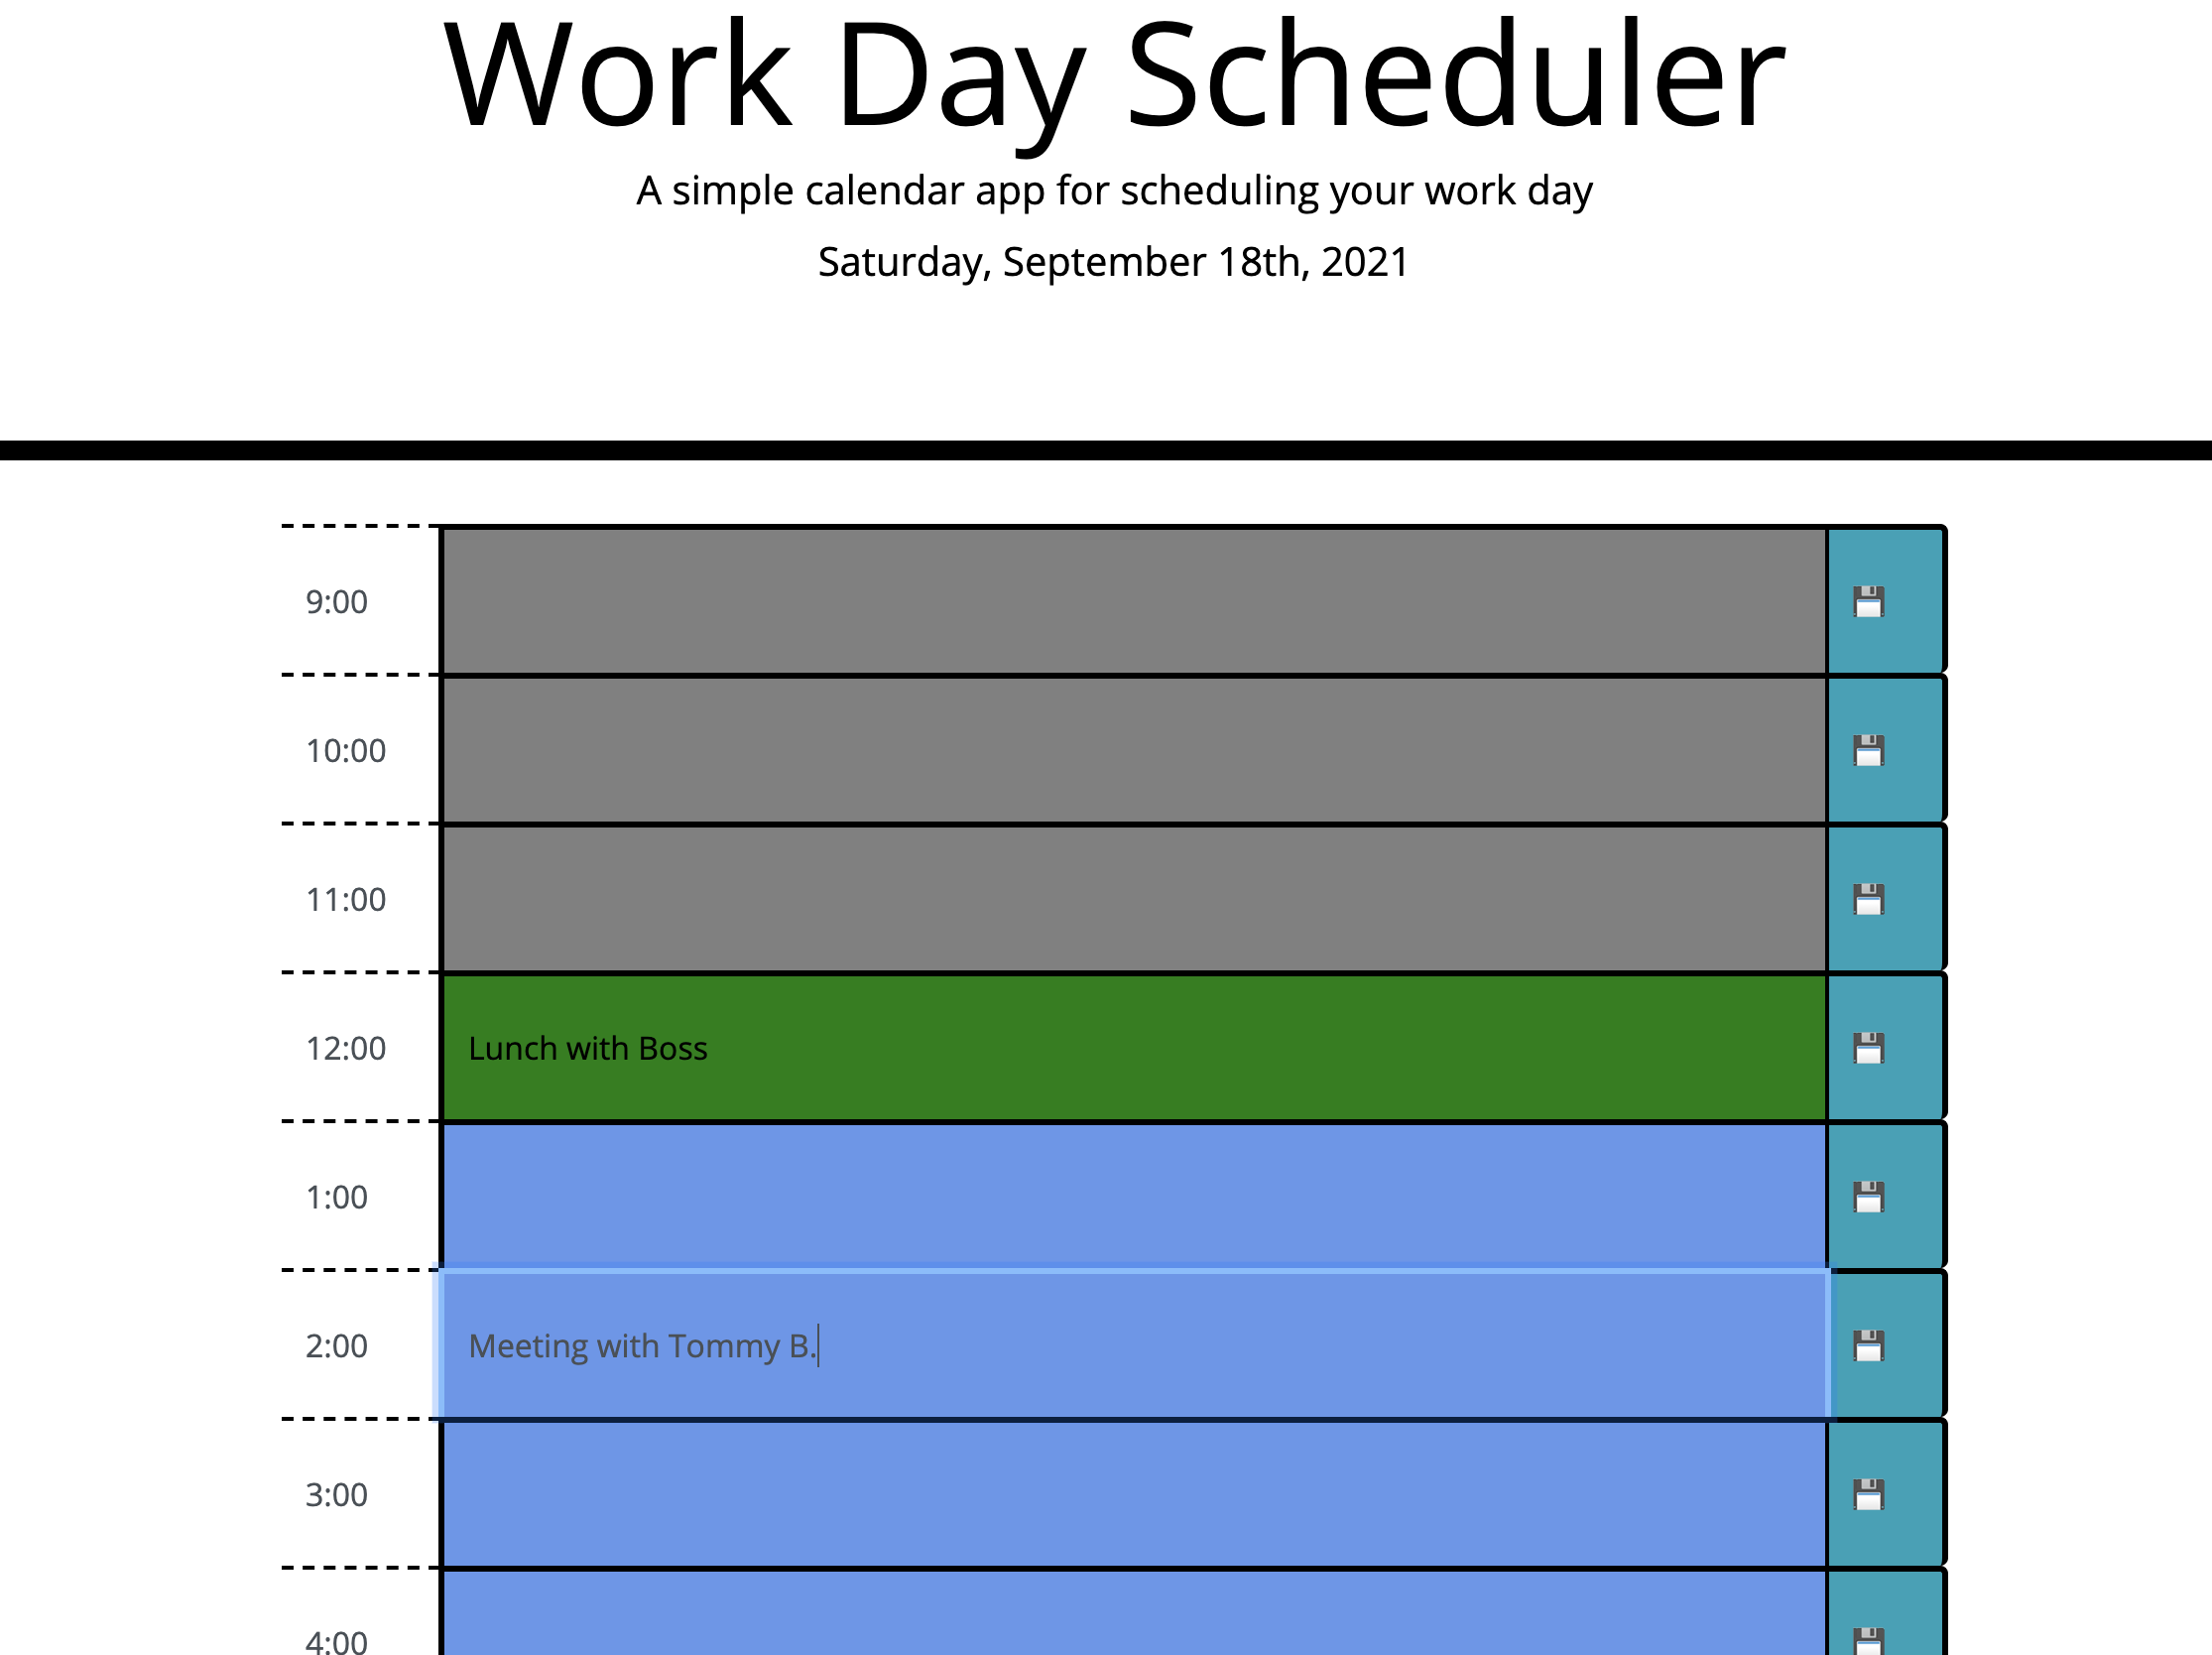 Work Day Scheduler
A simple calendar app for scheduling your work day
Saturday, September 18th, 2021
9:00
10:00
11:00
12:00 Lunch with Boss
1:00
2:00 Meeting with Tommy B.
3:00
4:00